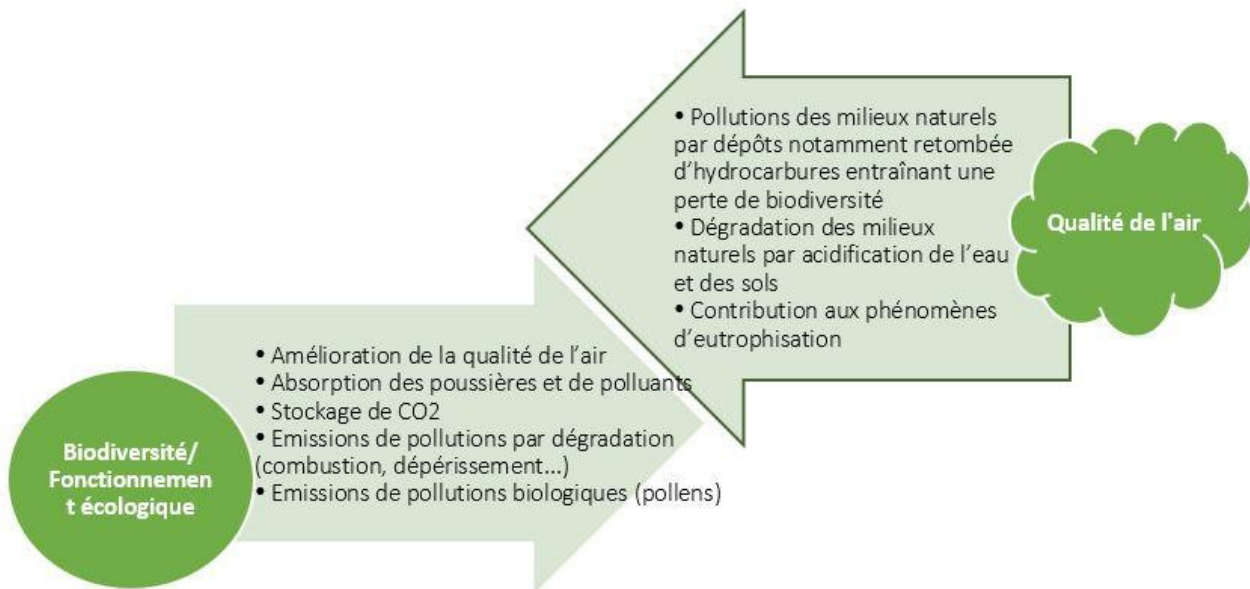 • Pollutions des milieux naturels
par dépôts notamment retombée
d'hydrocarbures entraînant une
perte de biodiversité
• Dégradation des milieux
naturels par acidification de l'eau
et des sols
• Contribution aux phénomènes
d'eutrophisation
Qualité de l'air
• Amélioration de la qualité de l'air
• Absorption des poussières et de polluants
• Stockage de CO2
• Emissions de pollutions par dégradation
(combustion, dépérissement...)
• Emissions de pollutions biologiques (pollens)
Biodiversité/
Fonctionnemen
t écologique